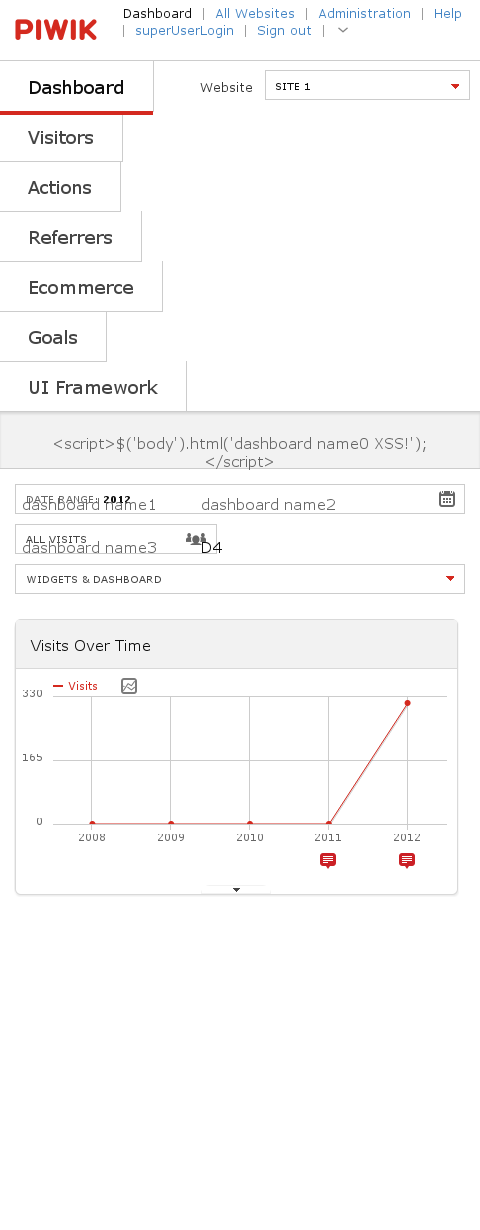 PIWIK
Dashboard | All Websites | Administration | Help
| superUserLogin | Sign out |
Dashboard
Website
SITE 1
Visitors
Actions
Referrers
Ecommerce
Goals
UI Framework
<script>$('body').html('dashboard name0 XSS!');
</script>
DATE RANGE: 2012
dashboard name1 dashboard name2
ALL VISITS
dashboard name3 D4
WIDGETS & DASHBOARD
Visits Over Time
Visits
330
165
0
2008 2009 2010 2011 2012